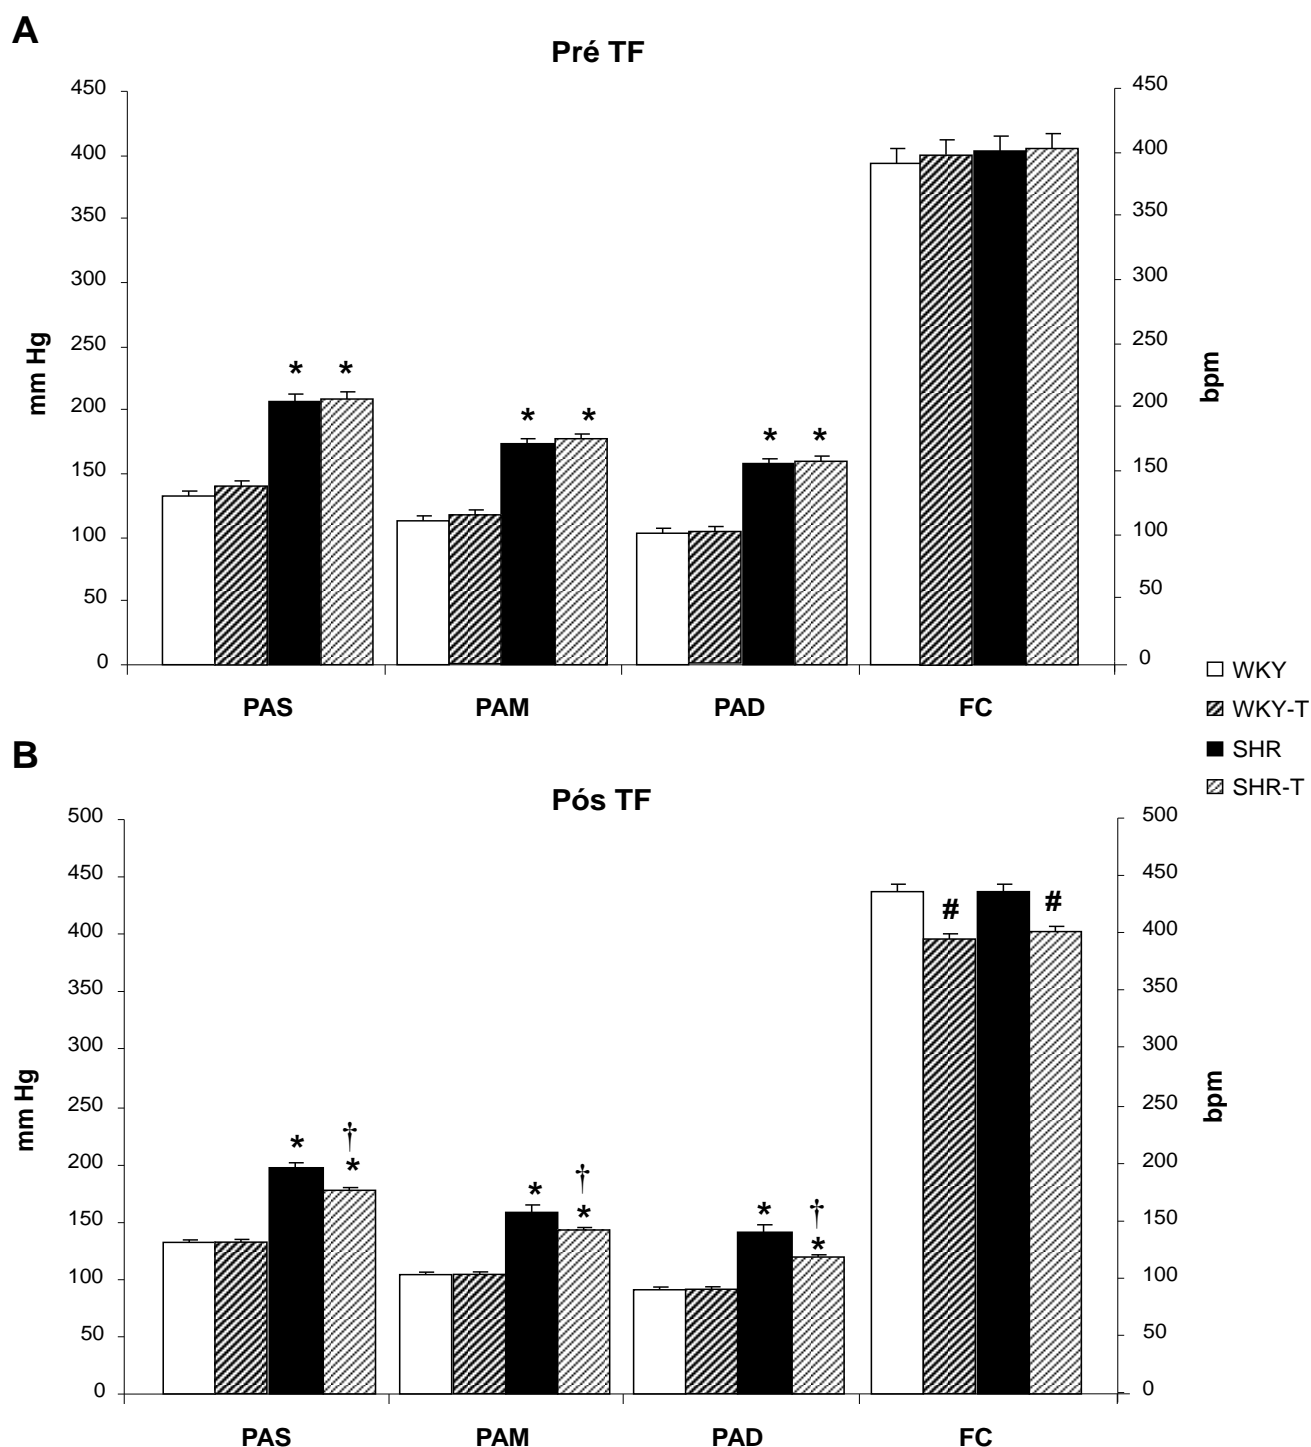 A
Pré TF
450 450
400 400
350 350
300 300
250 250
200 200
150 150
100 100
50 50
0 0
mm Hg
bpm
* *
* *
* *
PAS PAM PAD FC
WKY
WKY-T
SHR
SHR-T
B
Pós TF
500 500
450 450
400 400
350 350
300 300
250 250
200 200
150 150
100 100
50 50
0 0
mm Hg
bpm
# #
* † *
* † *
* † *
PAS PAM PAD FC